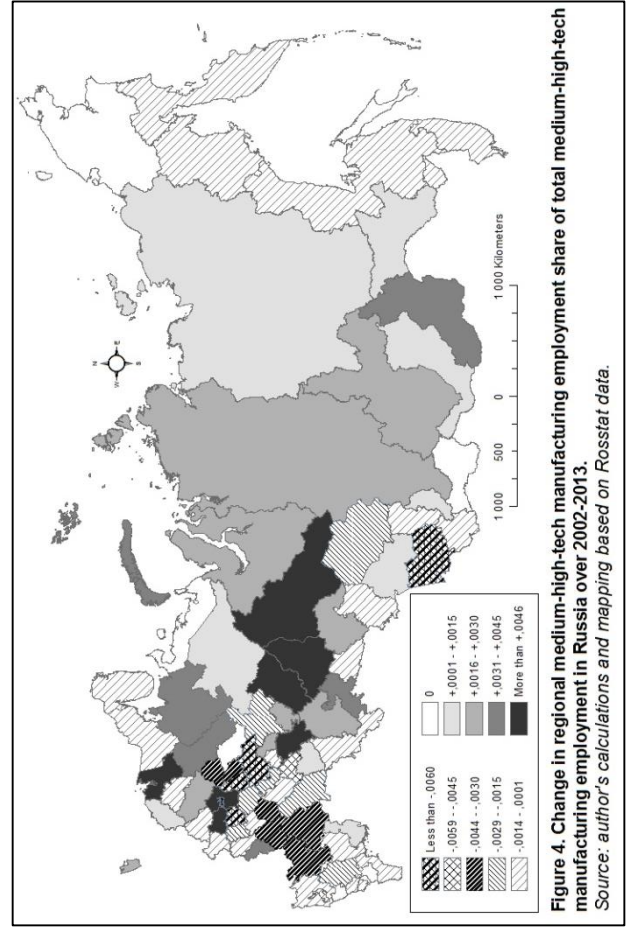 N
W E
S
1 000 500 0 1 000 Kilometers
Less than -,0060
-,0059 - -,0045
-,0044 - -,0030
-,0029 - -,0015
-,0014 - -,0001
0
+,0001 - +,0015
+,0016 - +,0030
+,0031 - +,0045
More than +,0046
Figure 4. Change in regional medium-high-tech manufacturing employment share of total medium-high-tech
manufacturing employment in Russia over 2002-2013.
Source: author's calculations and mapping based on Rosstat data.